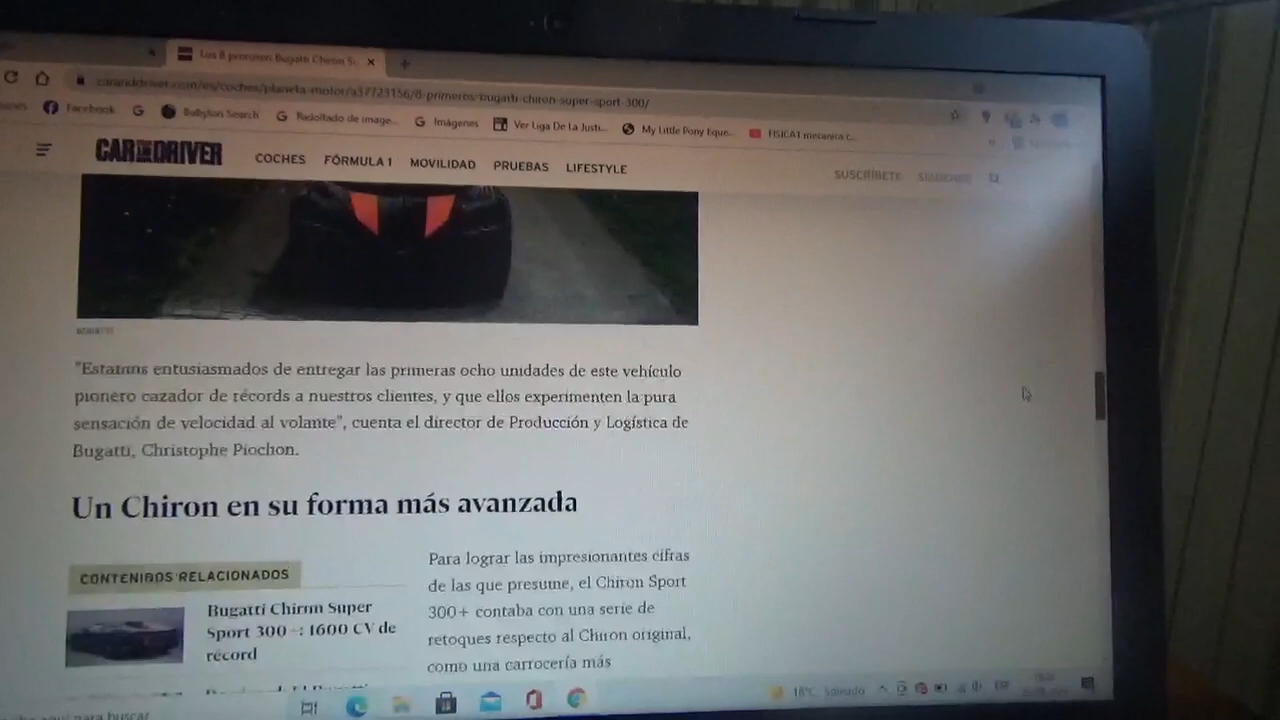 Los 8 primeros Bugatti Chiron S
caranddriver.com/es/coches/planeta-motor/a37723156/8-primeros-bugatti-chiron-super-sport-300/
Facebook
G
Babylon Search
Resultado de image...
Imágenes
Ver Liga De La Justi...
My Little Pony Eque...
FISICA1 mecanica c...
CAR AND DRIVER
COCHES
FÓRMULA 1
MOVILIDAD
PRUEBAS
LIFESTYLE
SUSCRÍBETE
SÍGUENOS
BUGATTI
"Estamos entusiasmados de entregar las primeras ocho unidades de este vehículo
pionero cazador de récords a nuestros clientes, y que ellos experimenten la pura
sensación de velocidad al volante", cuenta el director de Producción y Logística de
Bugatti, Christophe Piochon.
Un Chiron en su forma más avanzada
CONTENIDOS RELACIONADOS
Bugatti Chiron Super
Sport 300+: 1600 CV de
récord
Para lograr las impresionantes cifras
de las que presume, el Chiron Sport
300+ contaba con una serie de
retoques respecto al Chiron original,
como una carrocería más
aquí para buscar
18°C Soleado
ESP